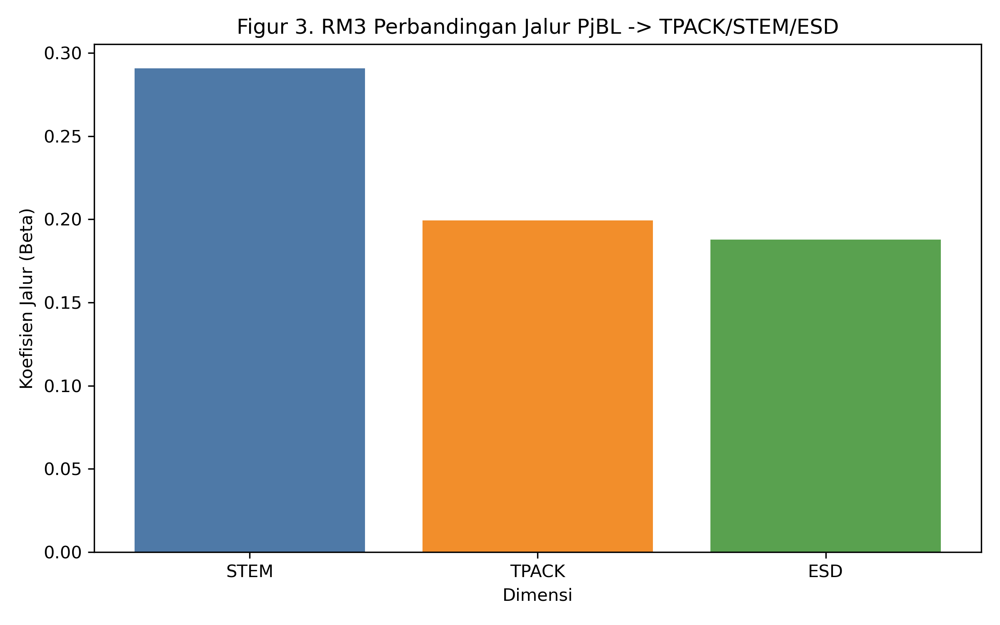 Figur 3. RM3 Perbandingan Jalur PjBL -> TPACK/STEM/ESD
Koefisien Jalur (Beta)
0.30
0.25
0.20
0.15
0.10
0.05
0.00
STEM
TPACK
ESD
Dimensi